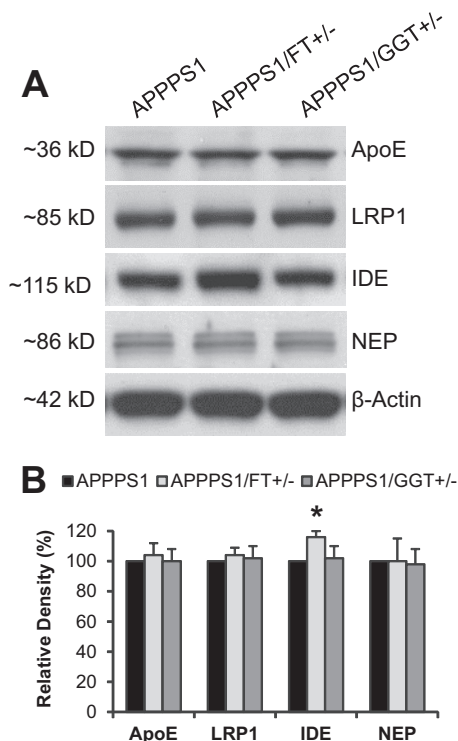 A
APPPS1
APPPS1/FT+/-
APPPS1/GGT+/-
~36 kD ApoE
~85 kD LRP1
~115 kD IDE
~86 kD NEP
~42 kD β-Actin
B
APPPS1 APPPS1/FT+/- APPPS1/GGT+/-
*
Relative Density (%)
120
100
80
60
40
20
0
ApoE LRP1 IDE NEP